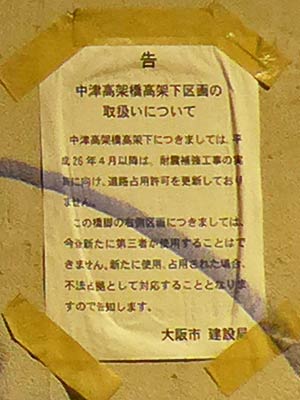 告
中津高架橋高架下区画の
取扱いについて
中津高架橋高架下につきましては、平
成26年4月以降は、耐震補強工事の実
に向け、道路占用許可を更新しており
ません。
この橋脚の右側区画につきましては、
今後新たに第三者が使用することはで
きません。新たに使用、占用された場合、
不法占拠として対応することとなりま
すので告知します。
大阪市 建設局